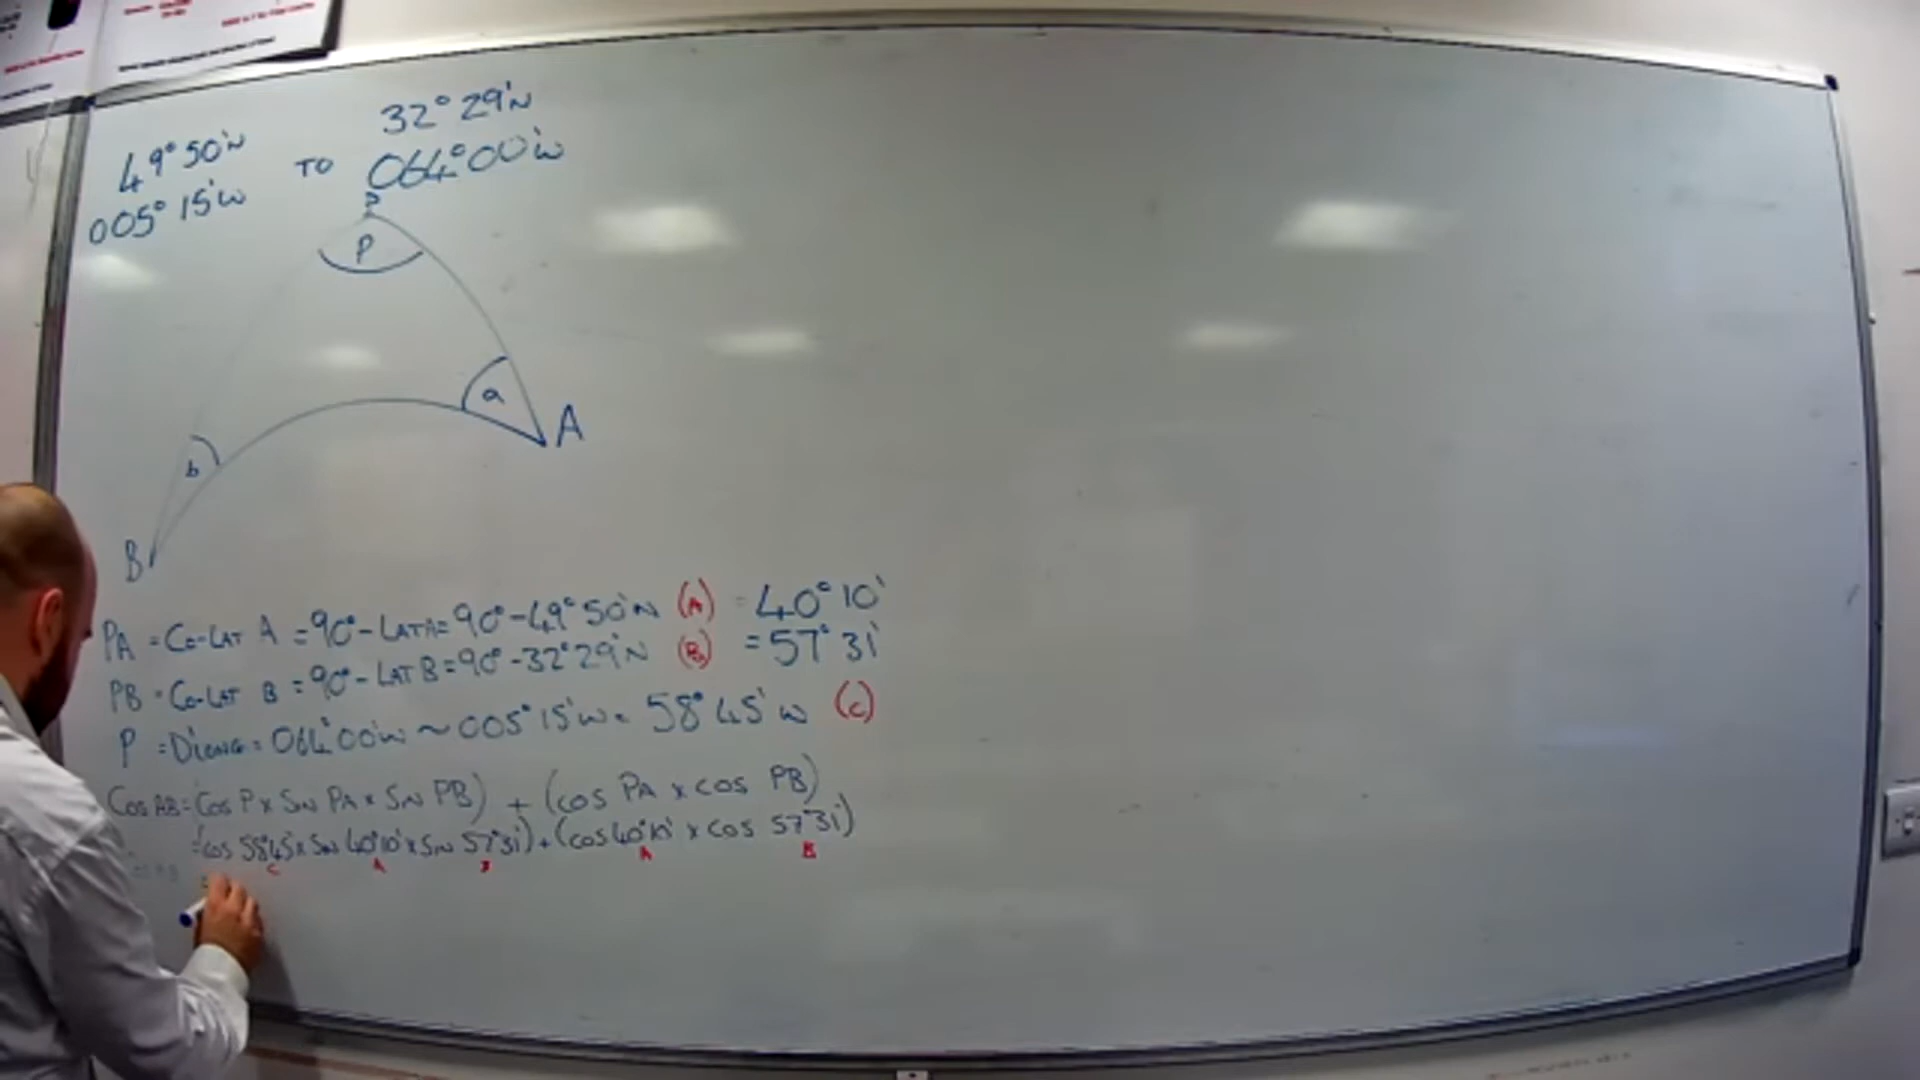 49° 50'N
005° 15'W
TO
32° 29'N
064° 00'W
P
P
a
A
b
B
PA = CO-LAT A = 90° - LAT A = 90° - 49° 50'N (A) = 40° 10'
PB = CO-LAT B = 90° - LAT B = 90° - 32° 29'N (B) = 57° 31'
P = D'LONG = 064° 00'W ~ 005° 15'W = 58° 45'W (C)
COS AB = (COS P x SIN PA x SIN PB) + (COS PA x COS PB)
= (COS 58°45' x SIN 40°10' x SIN 57°31') + (COS 40°10' x COS 57°31')
C A B A B